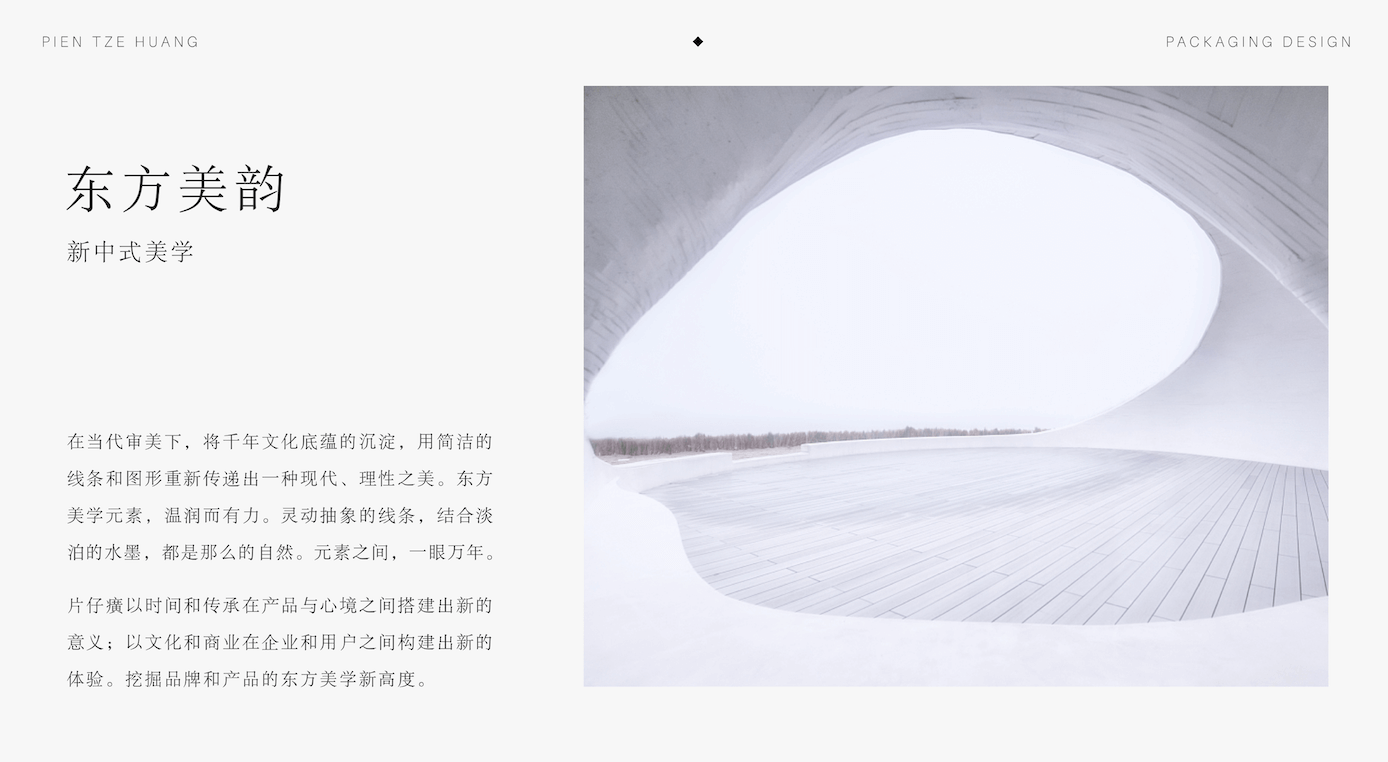 PIEN TZE HUANG
PACKAGING DESIGN
东方美韵
新中式美学
在当代审美下，将千年文化底蕴的沉淀，用简洁的
线条和图形重新传递出一种现代、理性之美。东方
美学元素，温润而有力。灵动抽象的线条，结合淡
泊的水墨，都是那么的自然。元素之间，一眼万年。
片仔癀以时间和传承在产品与心境之间搭建出新的
意义；以文化和商业在企业和用户之间构建出新的
体验。挖掘品牌和产品的东方美学新高度。